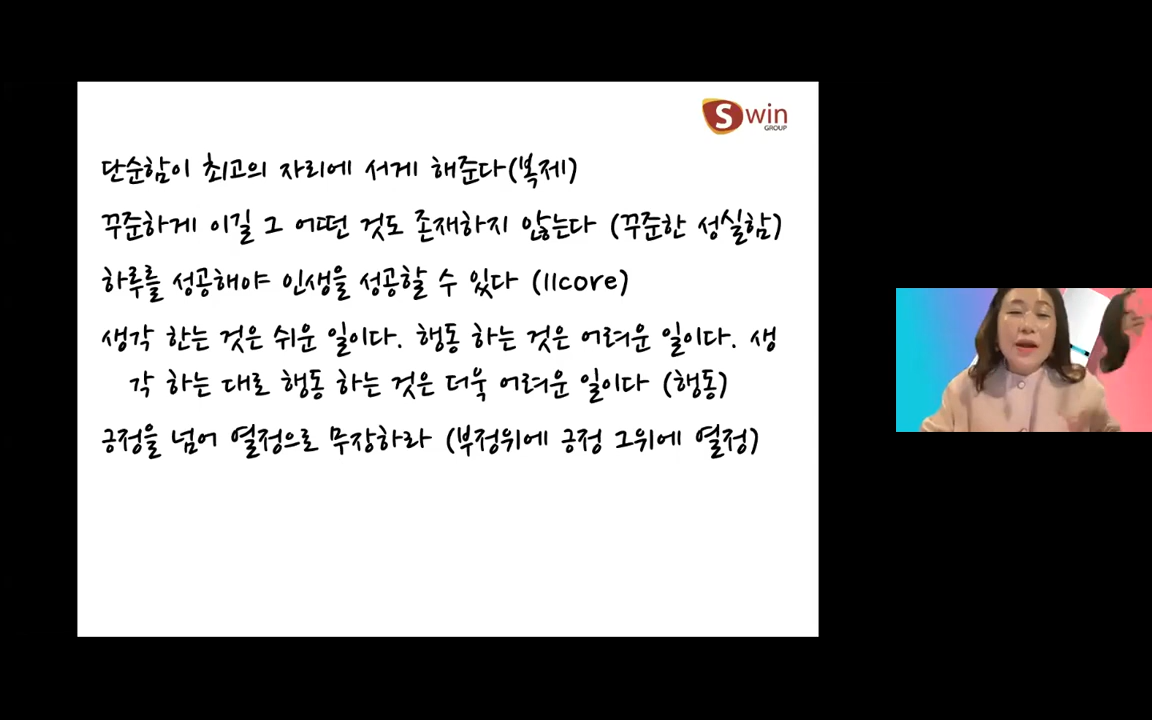 Swin
GROUP
단순함이 최고의 자리에 서게 해준다(복제)
꾸준하게 이길 그 어떤 것도 존재하지 않는다 (꾸준한 성실함)
하루를 성공해야 인생을 성공할 수 있다 (11core)
생각 한는 것은 쉬운 일이다. 행동 하는 것은 어려운 일이다. 생
각 하는 대로 행동 하는 것은 더욱 어려운 일이다 (행동)
긍정을 넘어 열정으로 무장하라 (부정위에 긍정 그위에 열정)